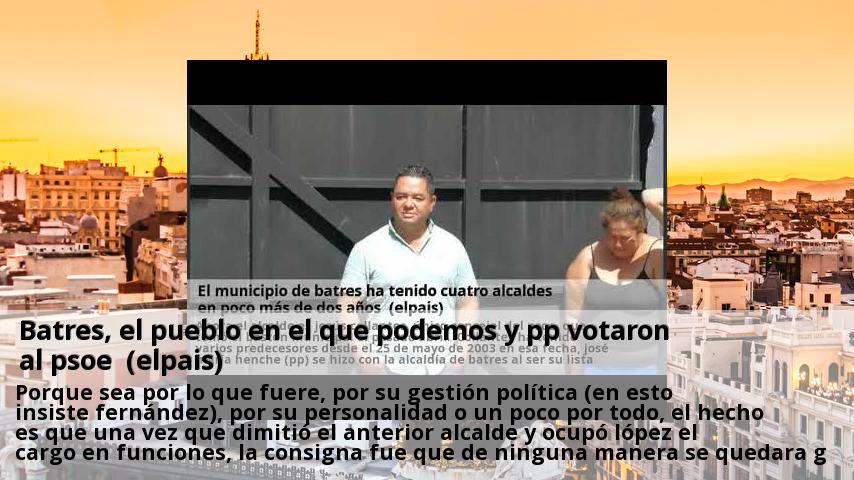 El municipio de batres ha tenido cuatro alcaldes
en poco más de dos años (elpais)
Batres, el pueblo en el que podemos y pp votaron
al psoe (elpais)
varios predecesores desde el 25 de mayo de 2003 en esa fecha, josé
henche (pp) se hizo con la alcaldía de batres al ser su lista
Porque sea por lo que fuere, por su gestión política (en esto
insiste fernández), por su personalidad o un poco por todo, el hecho
es que una vez que dimitió el anterior alcalde y ocupó lópez el
cargo en funciones, la consigna fue que de ninguna manera se quedara g